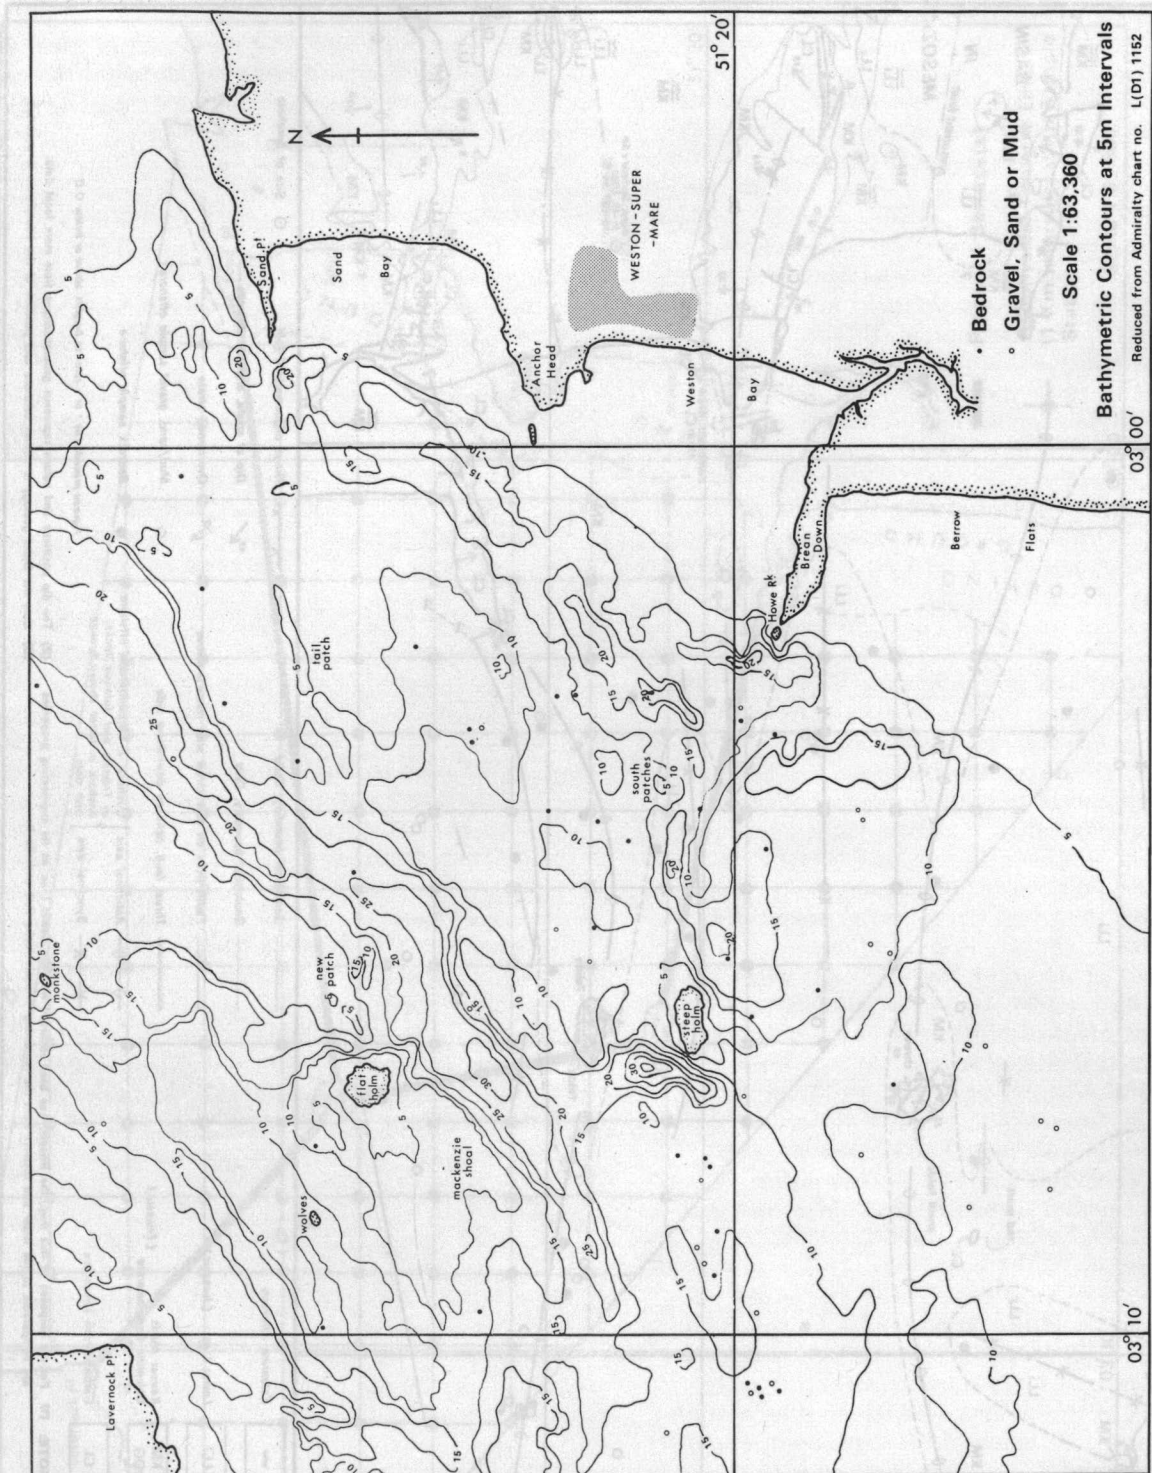 N
51° 20'
Sand Pt
Sand
Bay
WESTON-SUPER
-MARE
Anchor
Head
Weston
Bay
• Bedrock
◦ Gravel, Sand or Mud
Scale 1:63,360
Bathymetric Contours at 5m Intervals
Reduced from Admiralty chart no. L(D1) 1152
03° 00'
Brean
Down
Howe Rk
Berrow
Flats
tail
patch
south
patches
monkstone
new
patch
flat
holm
steep
holm
mackenzie
shoal
wolves
Lavernock Pt
03° 10'